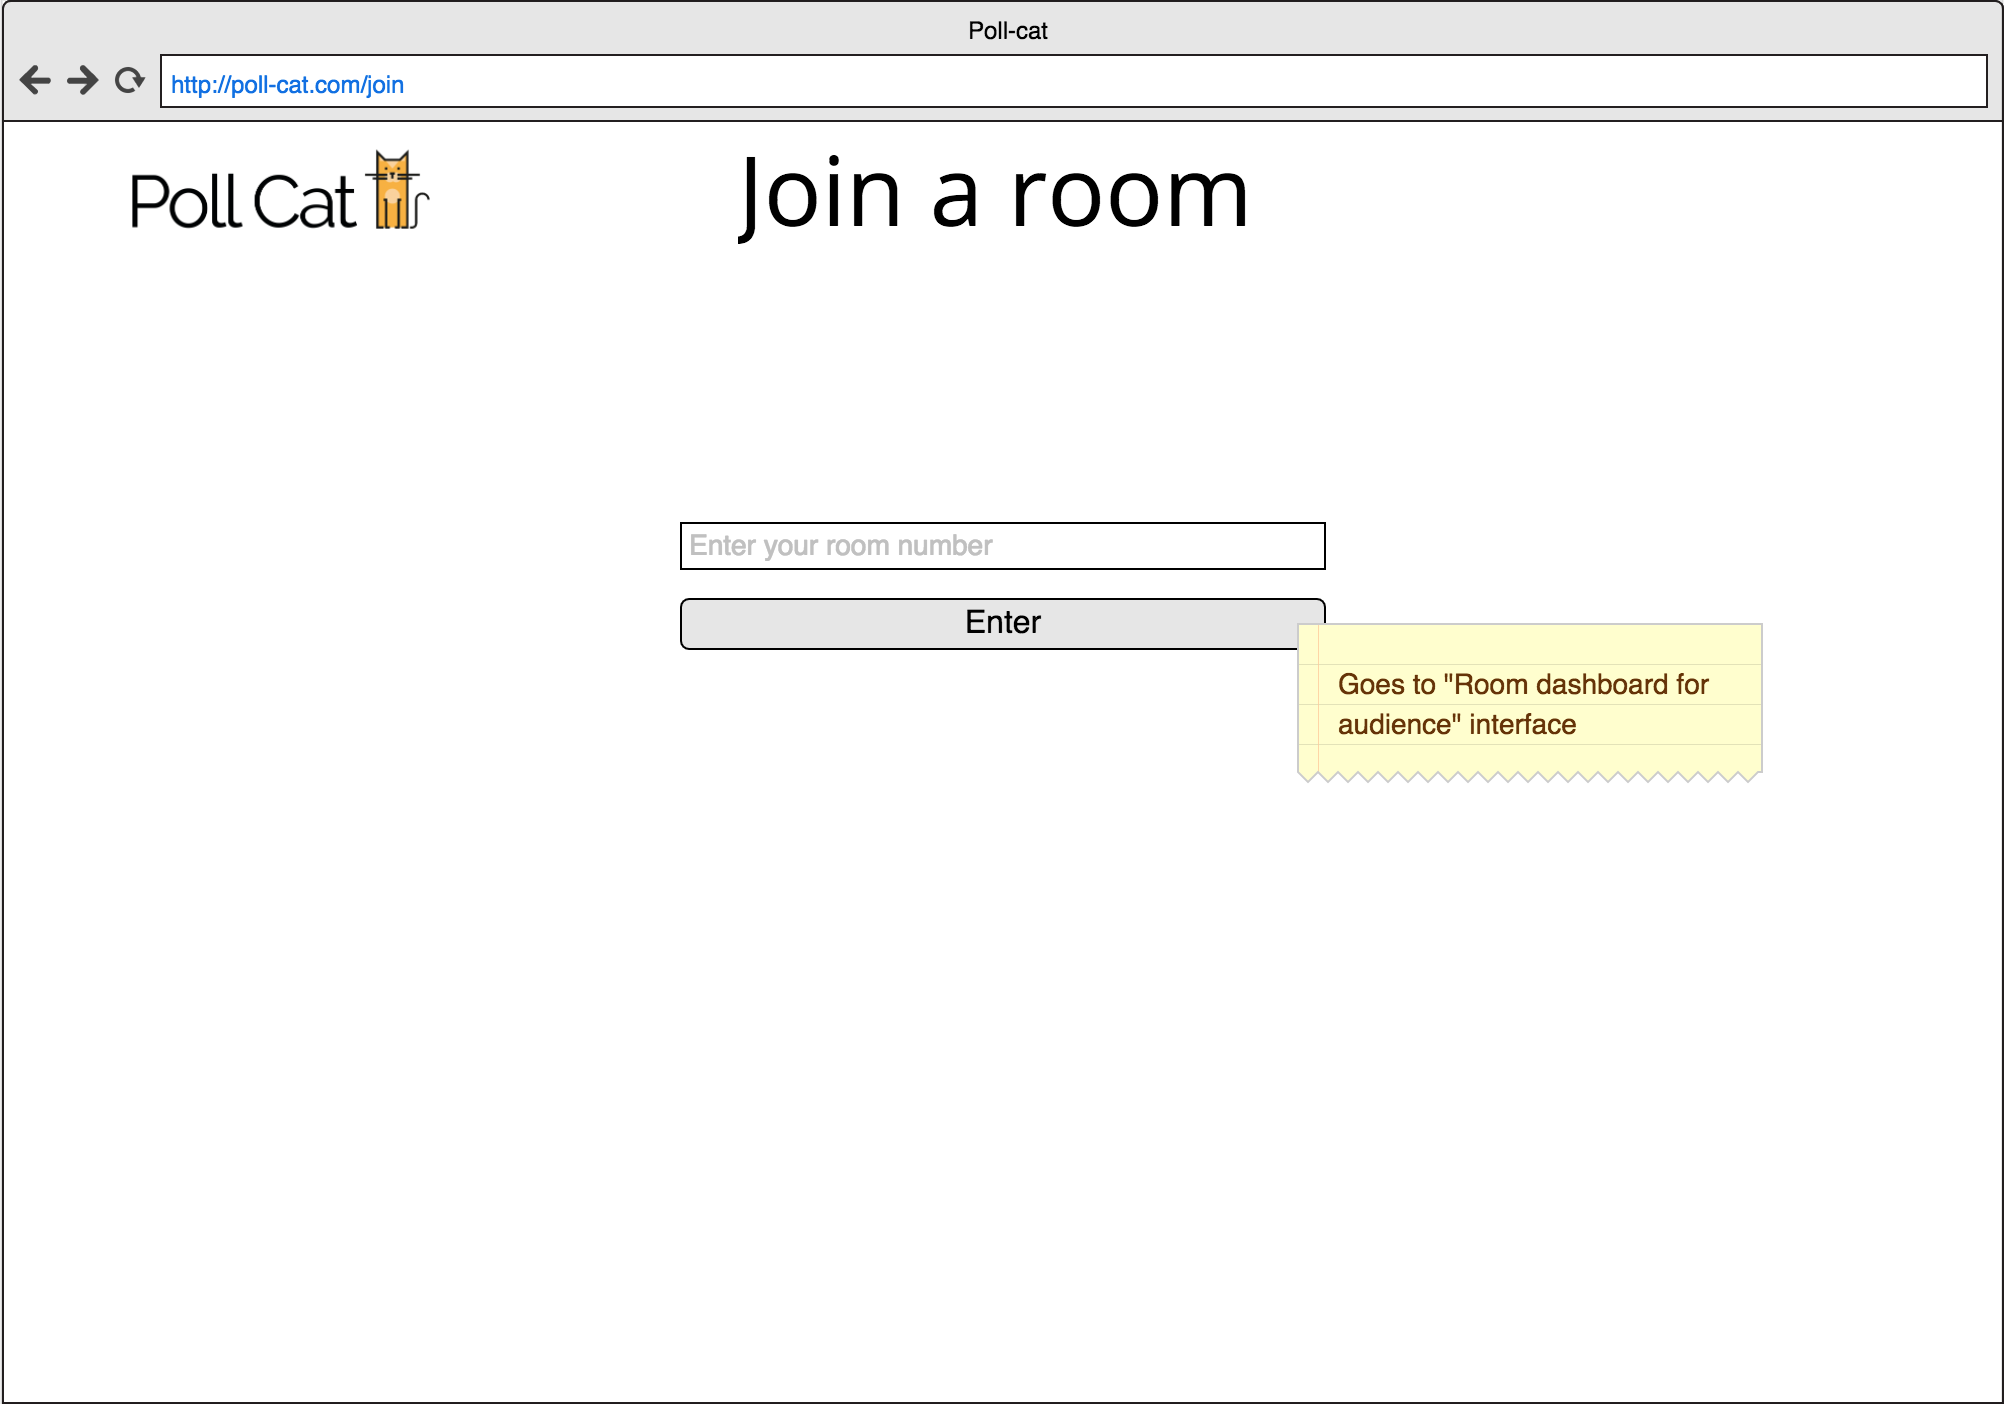 Poll-cat
http://poll-cat.com/join
Poll Cat
Join a room
Enter your room number
Enter
Goes to "Room dashboard for
audience" interface